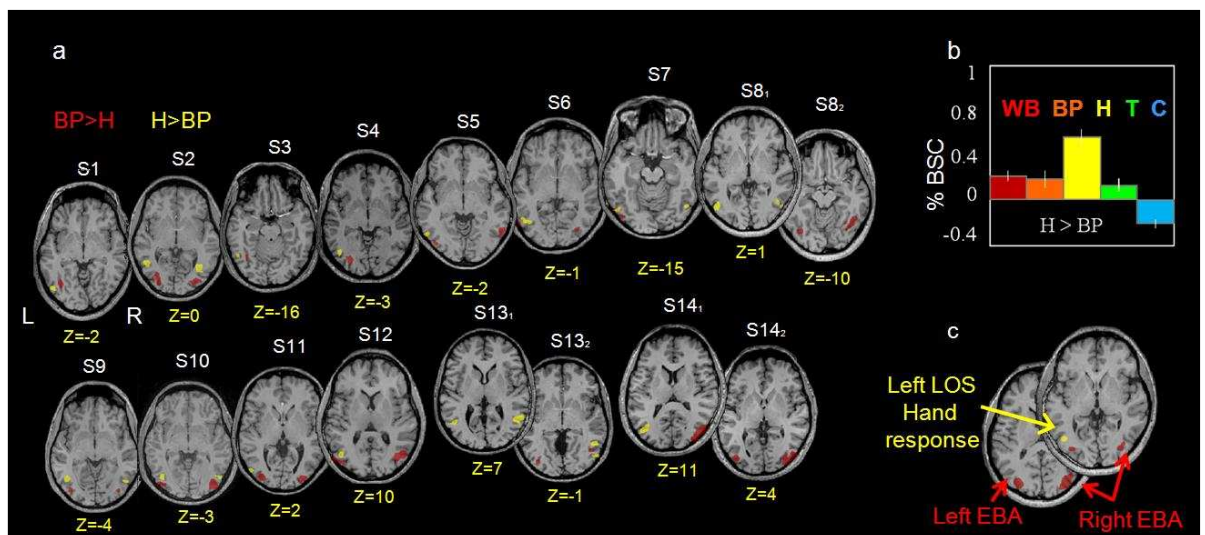 a
BP>H H>BP
S1
S2
S3
S4
S5
S6
S7
S8₁
S8₂
L
R
Z=-2
Z=0
Z=-16
Z=-3
Z=-2
Z=-1
Z=-15
Z=1
Z=-10
S9
S10
S11
S12
S13₁
S13₂
S14₁
S14₂
Z=-4
Z=-3
Z=2
Z=10
Z=7
Z=-1
Z=11
Z=4
b
% BSC
1
0.8
0.4
0
-0.4
WB BP H T C
H > BP
c
Left LOS
Hand
response
Left EBA
Right EBA